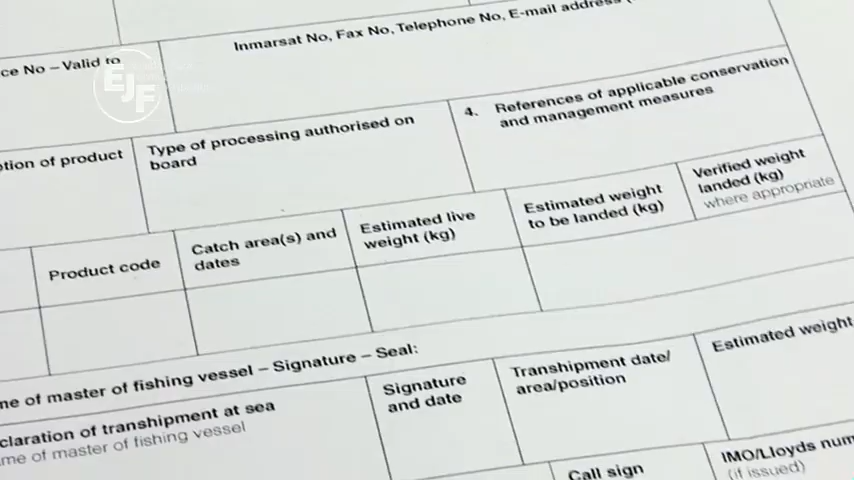 Inmarsat No, Fax No, Telephone No, E-mail address
ce No – Valid to
EJF
4. References of applicable conservation
and management measures
Type of processing authorised on
board
tion of product
Verified weight
landed (kg)
where appropriate
Estimated weight
to be landed (kg)
Estimated live
weight (kg)
Catch area(s) and
dates
Product code
me of master of fishing vessel – Signature – Seal:
Estimated weight
Transhipment date/
area/position
Signature
and date
claration of transhipment at sea
me of master of fishing vessel
IMO/Lloyds num
(if issued)
Call sign